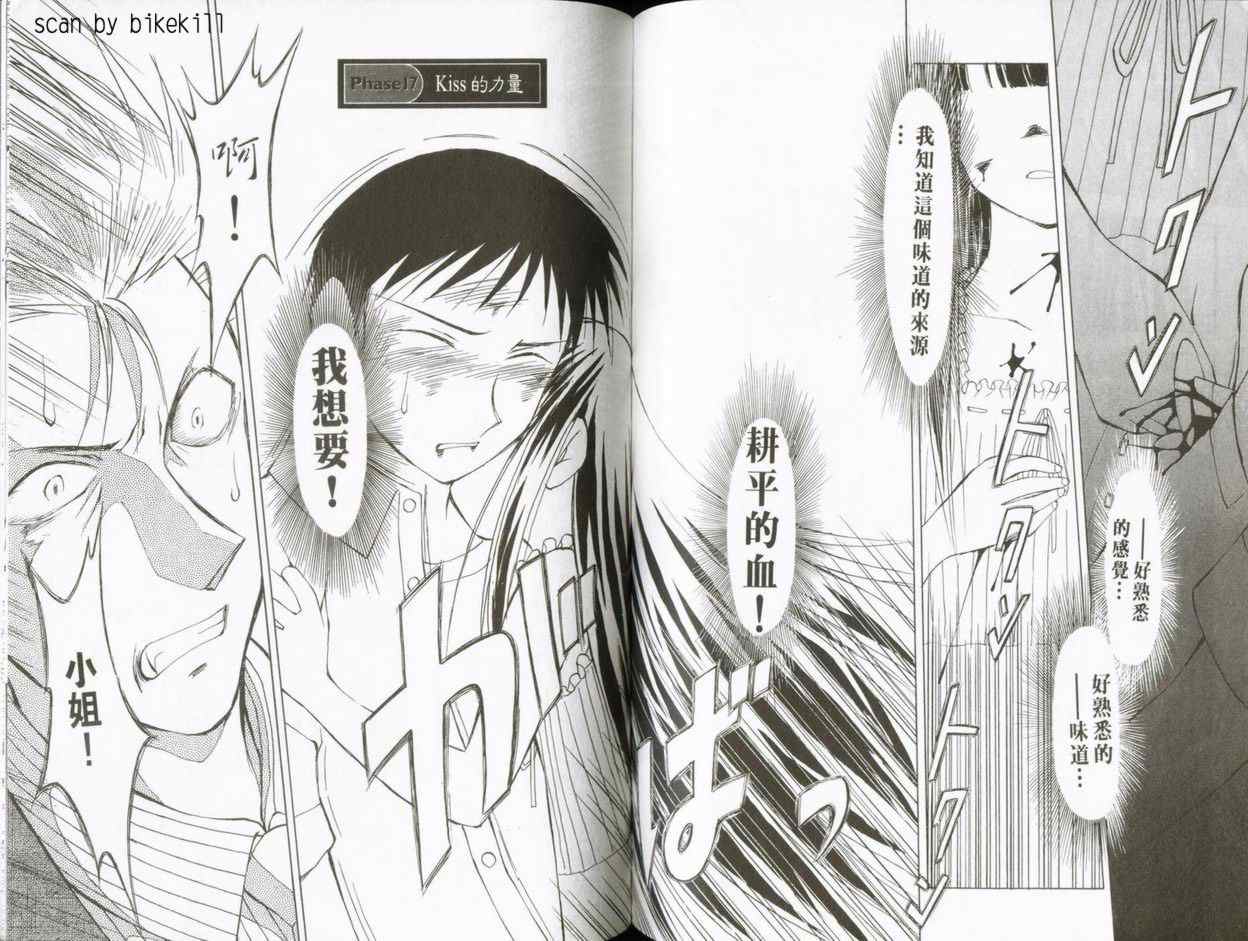 scan by bikekill
トクン
──好熟悉
的感覺…
好熟悉的
──味道…
トクン
トクン
我知道這個味道的來源
…
耕平的血！
ばっ
Phase17 Kiss的力量
我想要！
ガバ
啊！
小姐！